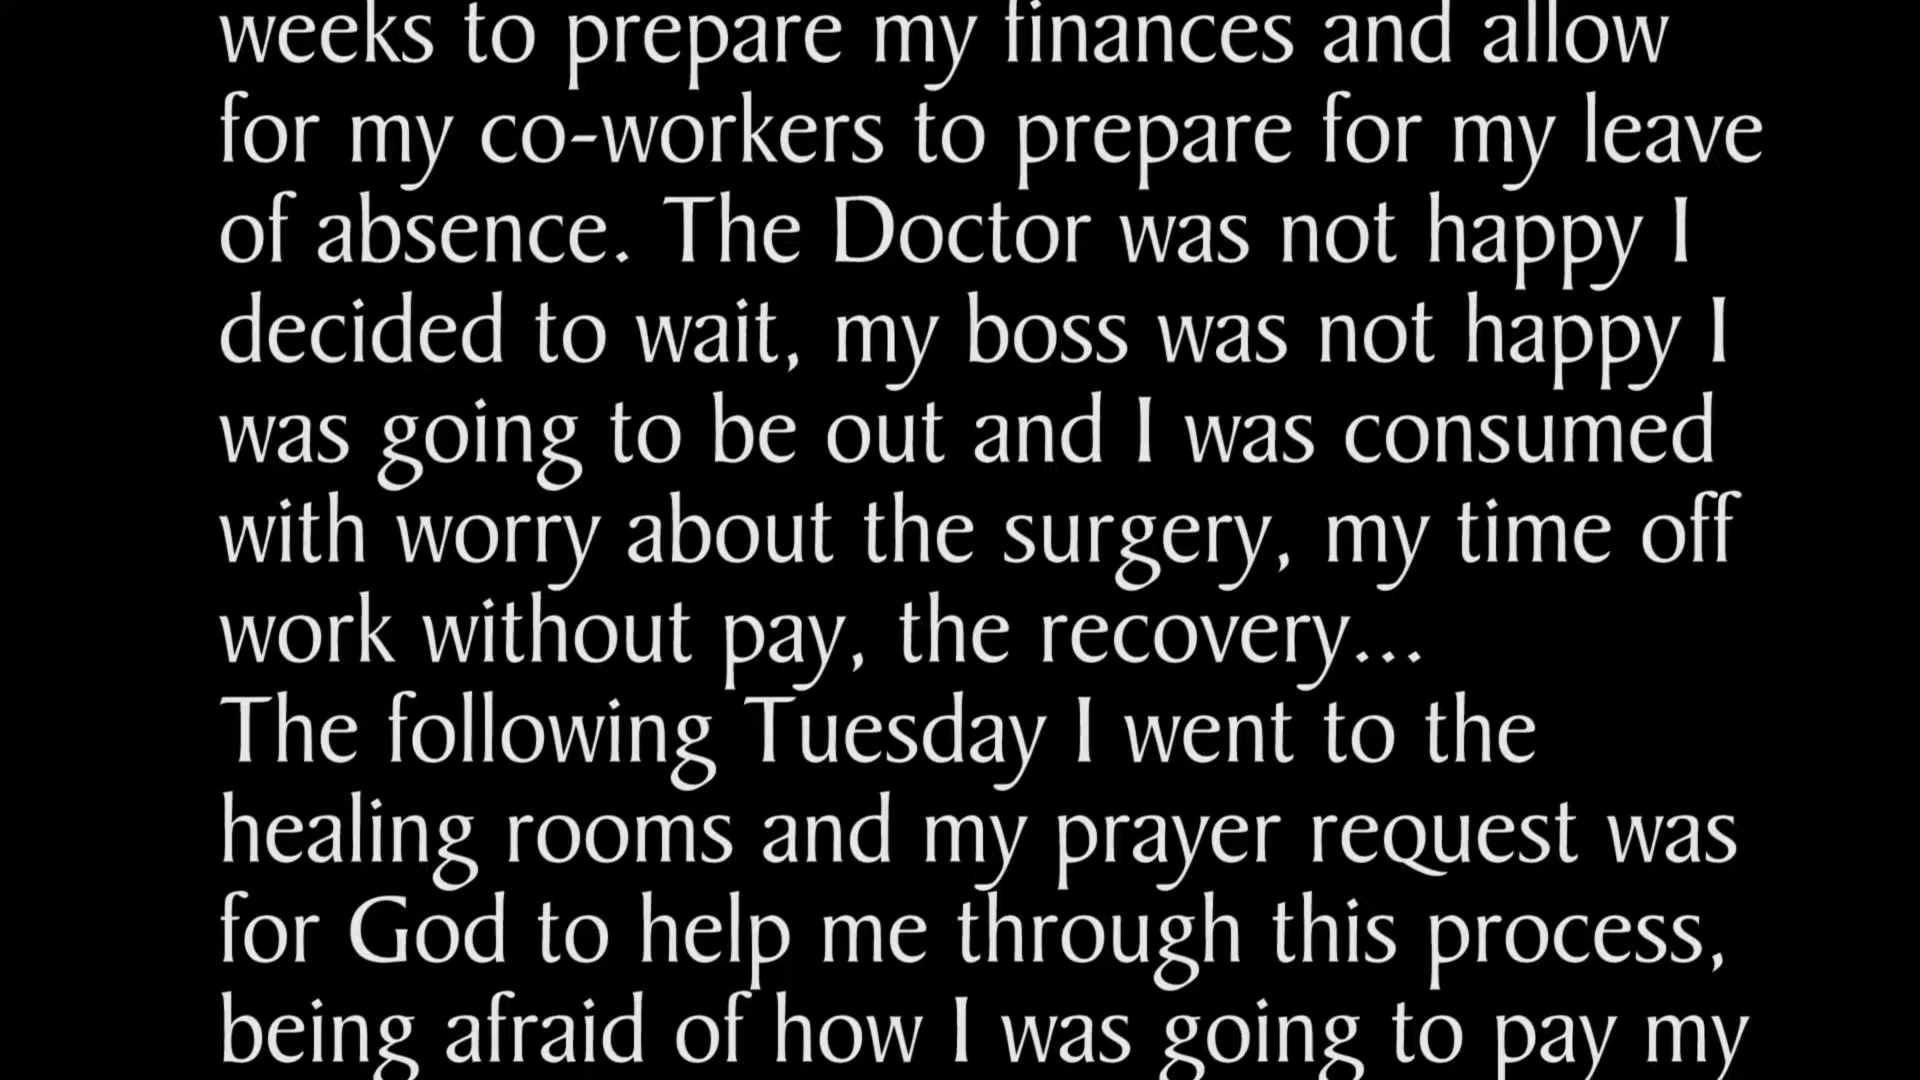 weeks to prepare my finances and allow
for my co-workers to prepare for my leave
of absence. The Doctor was not happy I
decided to wait, my boss was not happy I
was going to be out and I was consumed
with worry about the surgery, my time off
work without pay, the recovery...
The following Tuesday I went to the
healing rooms and my prayer request was
for God to help me through this process,
being afraid of how I was going to pay my